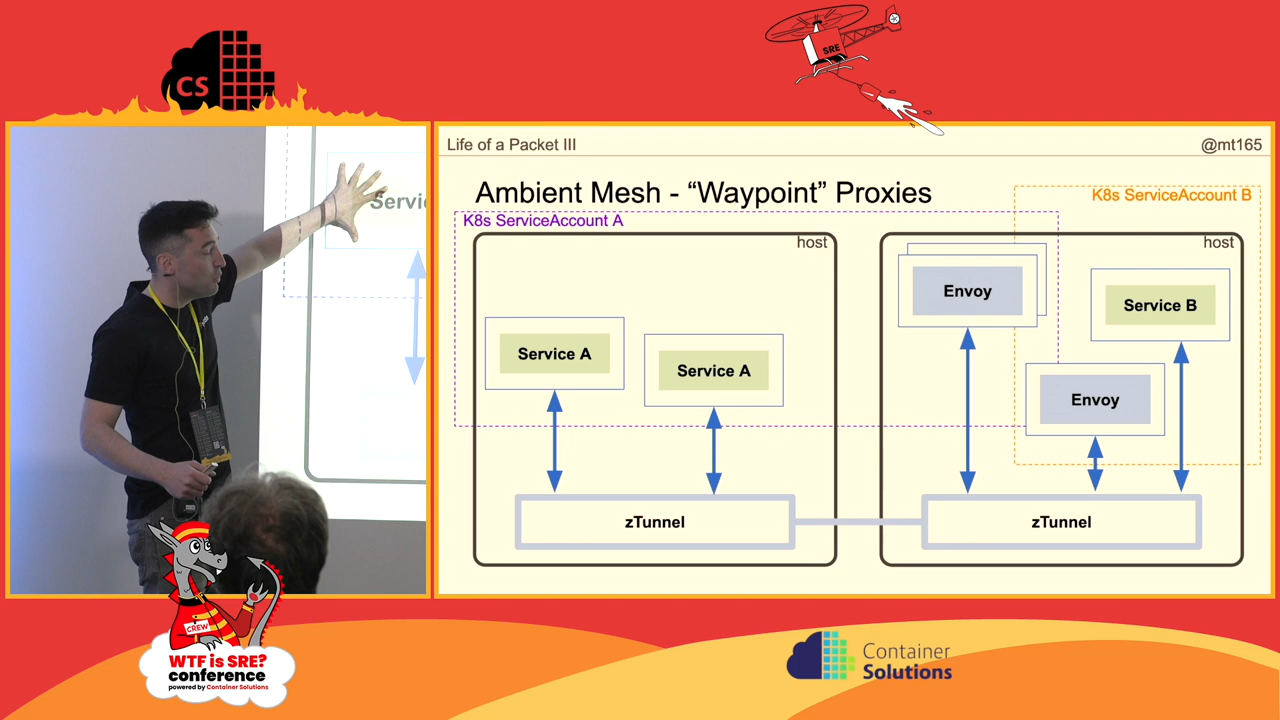 CS
SRE
Servi
Life of a Packet III
@mt165
Ambient Mesh - “Waypoint” Proxies
K8s ServiceAccount B
K8s ServiceAccount A
host
host
Envoy
Service B
Service A
Service A
Envoy
zTunnel
zTunnel
CREW
WTF is SRE?
conference
powered by Container Solutions
Container
Solutions